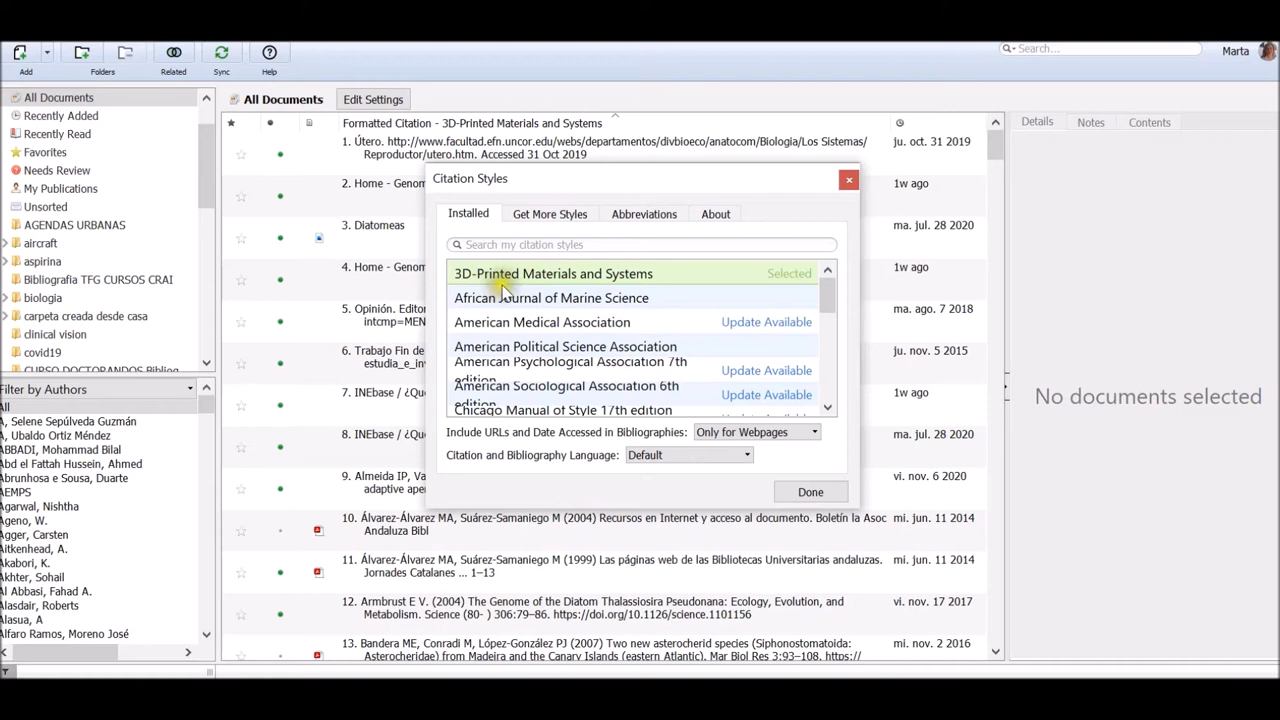 Search...
Marta
Add
Folders
Related
Sync
Help
All Documents
Recently Added
Recently Read
Favorites
Needs Review
My Publications
Unsorted
AGENDAS URBANAS
aircraft
aspirina
Bibliografia TFG CURSOS CRAI
biologia
carpeta creada desde casa
clinical vision
covid19
CURSO DOCTORANDOS Bibliog
Filter by Authors
All
A, Selene Sepúlveda Guzmán
A, Ubaldo Ortiz Méndez
ABBADI, Mohammed
Abd el Fattah Hussein, Ahmed
Abrunhosa e Sousa, Duarte
AEMPS
Agarwal, Nishtha
Ageno, W.
Agger, Carsten
Aitkenhead, A.
Akabori, K.
Akhter, Sohail
Al Abbasi, Fahad A.
Alasdair, Roberts
Alasua, A
Alfaro Ramos, Moreno José
All Documents
Edit Settings
Formatted Citation - 3D-Printed Materials and Systems
1. Útero. http://www.facultad.efn.uncor.edu/webs/departamentos/divbioeco/anatocom/Biologia/Los Sistemas/
Reproductor/utero.htm. Accessed 31 Oct 2019
ju. oct. 31 2019
2. Home - Genom
1w ago
3. Diatomeas
ma. jul. 28 2020
4. Home - Genom
1w ago
5. Opinión. Editor
intcmp=MEN
ma. ago. 7 2018
6. Trabajo Fin de
estudia_e_inv
ju. nov. 5 2015
7. INEbase / ¿Qu
1w ago
8. INEbase / ¿Qu
ma. jul. 28 2020
9. Almeida IP, Va
adaptive aper
vi. nov. 6 2020
10. Álvarez-Álvarez MA, Suárez-Samaniego M (2004) Recursos en Internet y acceso al documento. Boletín la Asoc
Andaluza Bibl
mi. jun. 11 2014
11. Álvarez-Álvarez MA, Suárez-Samaniego M (1999) Las páginas web de las Bibliotecas Universitarias andaluzas.
Jornades Catalanes ... 1–13
mi. jun. 11 2014
12. Armbrust E V. (2004) The Genome of the Diatom Thalassiosira Pseudonana: Ecology, Evolution, and
Metabolism. Science (80- ) 306:79–86. https://doi.org/10.1126/science.1101156
vi. nov. 17 2017
13. Bandera ME, Conradi M, López-González PJ (2007) Two new asterocherid species (Siphonostomatoida:
Asterocheridae) from Madeira and the Canary Islands (eastern Atlantic). Mar Biol Res 3:93–108. https://
mi. nov. 2 2016
Citation Styles
Installed
Get More Styles
Abbreviations
About
Search my citation styles
3D-Printed Materials and Systems Selected
African Journal of Marine Science
American Medical Association Update Available
American Political Science Association
American Psychological Association 7th
edition
Update Available
American Sociological Association 6th
edition
Update Available
Chicago Manual of Style 17th edition
Include URLs and Date Accessed in Bibliographies: Only for Webpages
Citation and Bibliography Language: Default
Done
Details
Notes
Contents
No documents selected